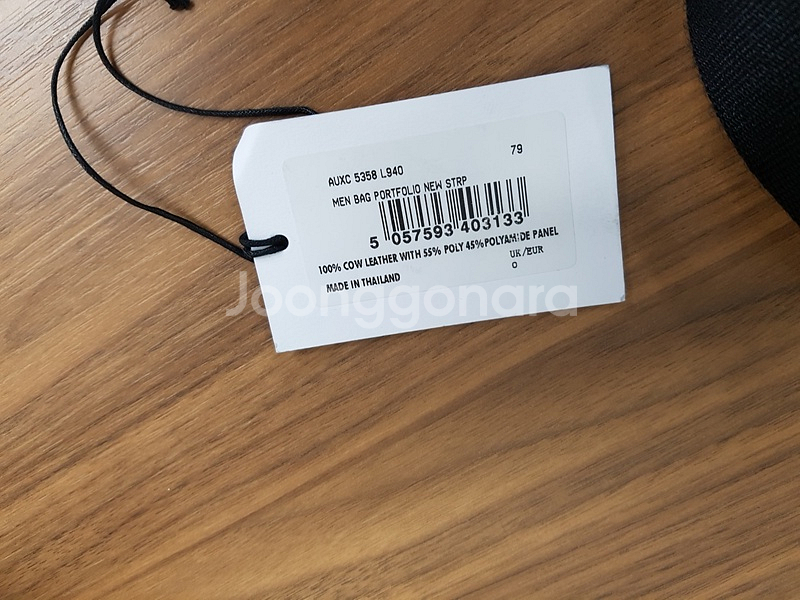 AUXC 5358 L940 79
MEN BAG PORTFOLIO NEW STRP
5 057593 403133
100% COW LEATHER WITH 55% POLY 45%POLYAMIDE PANEL
MADE IN THAILAND
UK/EUR
0
Joonggonara